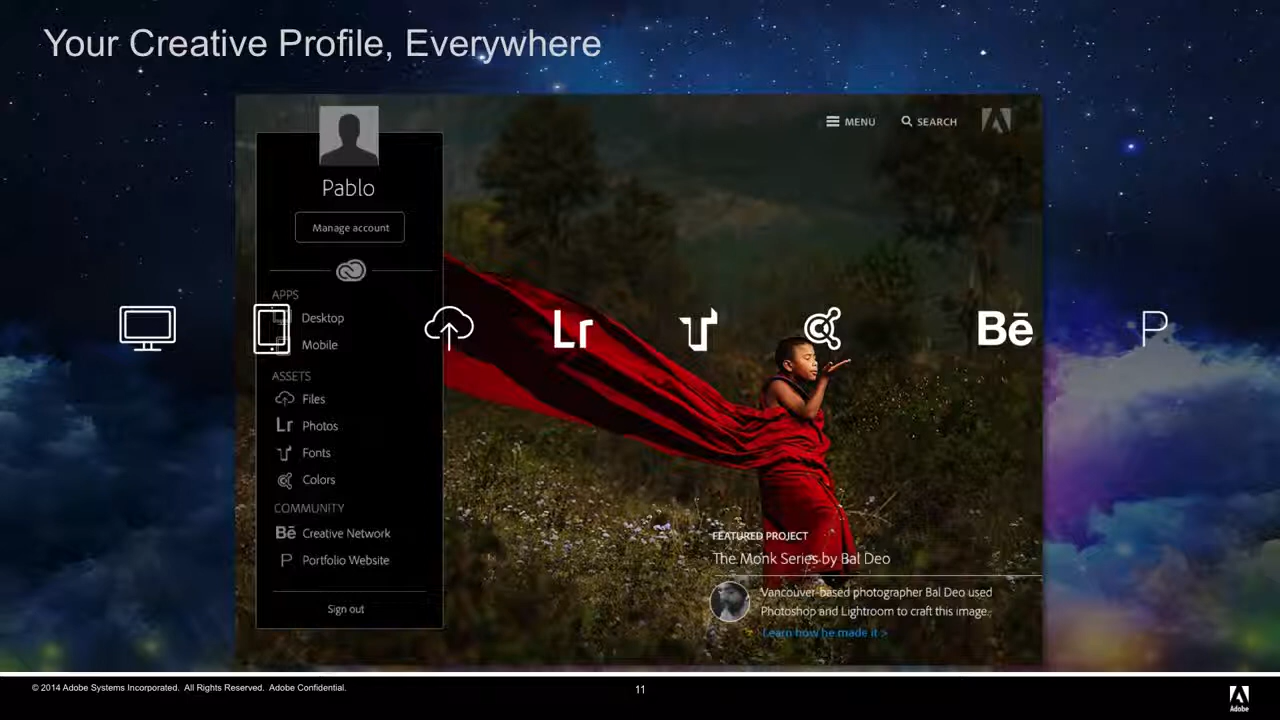 Your Creative Profile, Everywhere
MENU
SEARCH
Pablo
Manage account
APPS
Desktop
Mobile
ASSETS
Files
Lr Photos
Fonts
Colors
COMMUNITY
Bē Creative Network
P Portfolio Website
Sign out
Lr
T
Bē
P
FEATURED PROJECT
The Monk Series by Bal Deo
Vancouver-based photographer Bal Deo used
Photoshop and Lightroom to craft this image.
Learn how he made it >
© 2014 Adobe Systems Incorporated. All Rights Reserved. Adobe Confidential.
11
Adobe